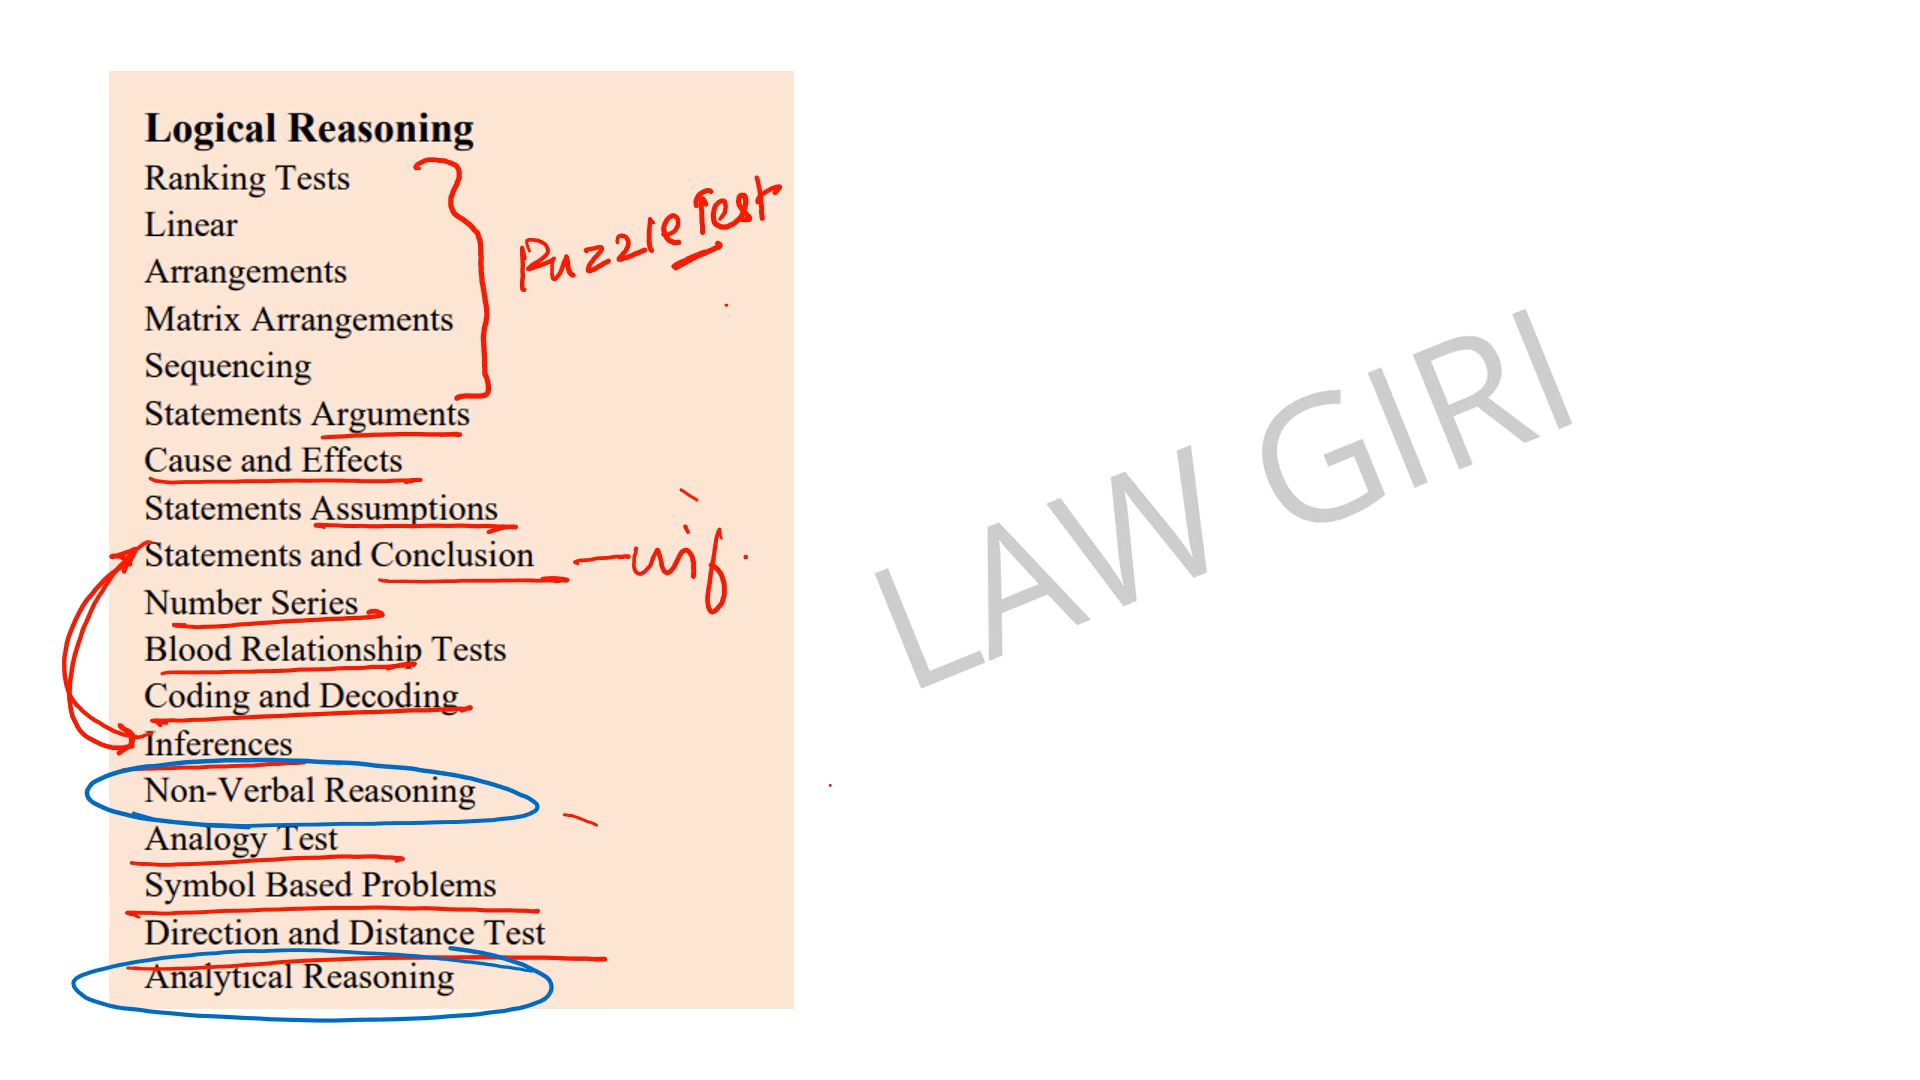 Logical Reasoning
Ranking Tests
Linear
Arrangements
Matrix Arrangements
Sequencing
Puzzle Test
Statements Arguments
Cause and Effects
Statements Assumptions
Statements and Conclusion
Number Series
Blood Relationship Tests
Coding and Decoding
Inferences
Non-Verbal Reasoning
Analogy Test
Symbol Based Problems
Direction and Distance Test
Analytical Reasoning
LAW GIRI